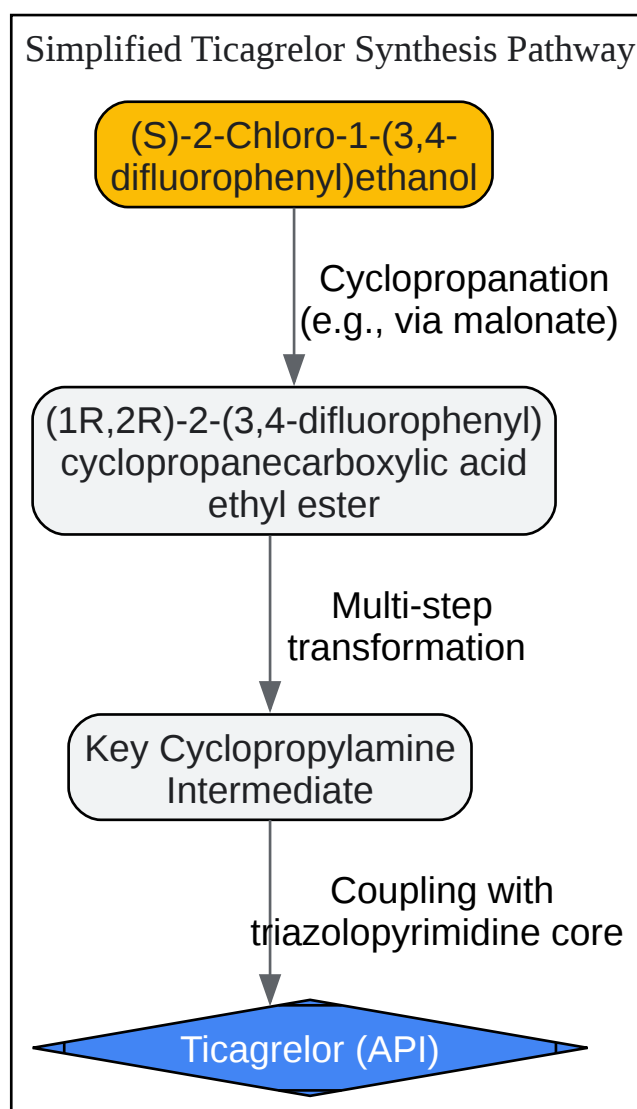 Simplified Ticagrelor Synthesis Pathway
(S)-2-Chloro-1-(3,4-
difluorophenyl)ethanol
Cyclopropanation
(e.g., via malonate)
(1R,2R)-2-(3,4-difluorophenyl)
cyclopropanecarboxylic acid
ethyl ester
Multi-step
transformation
Key Cyclopropylamine
Intermediate
Coupling with
triazolopyrimidine core
Ticagrelor (API)